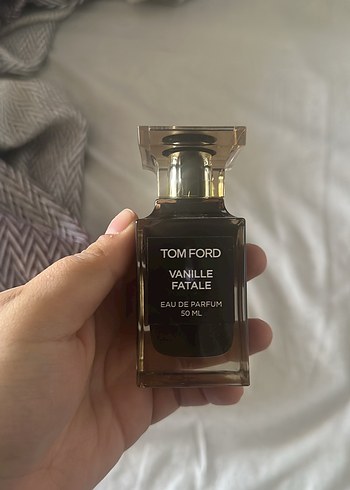 TOM FORD
VANILLE
FATALE
EAU DE PARFUM
50 ML